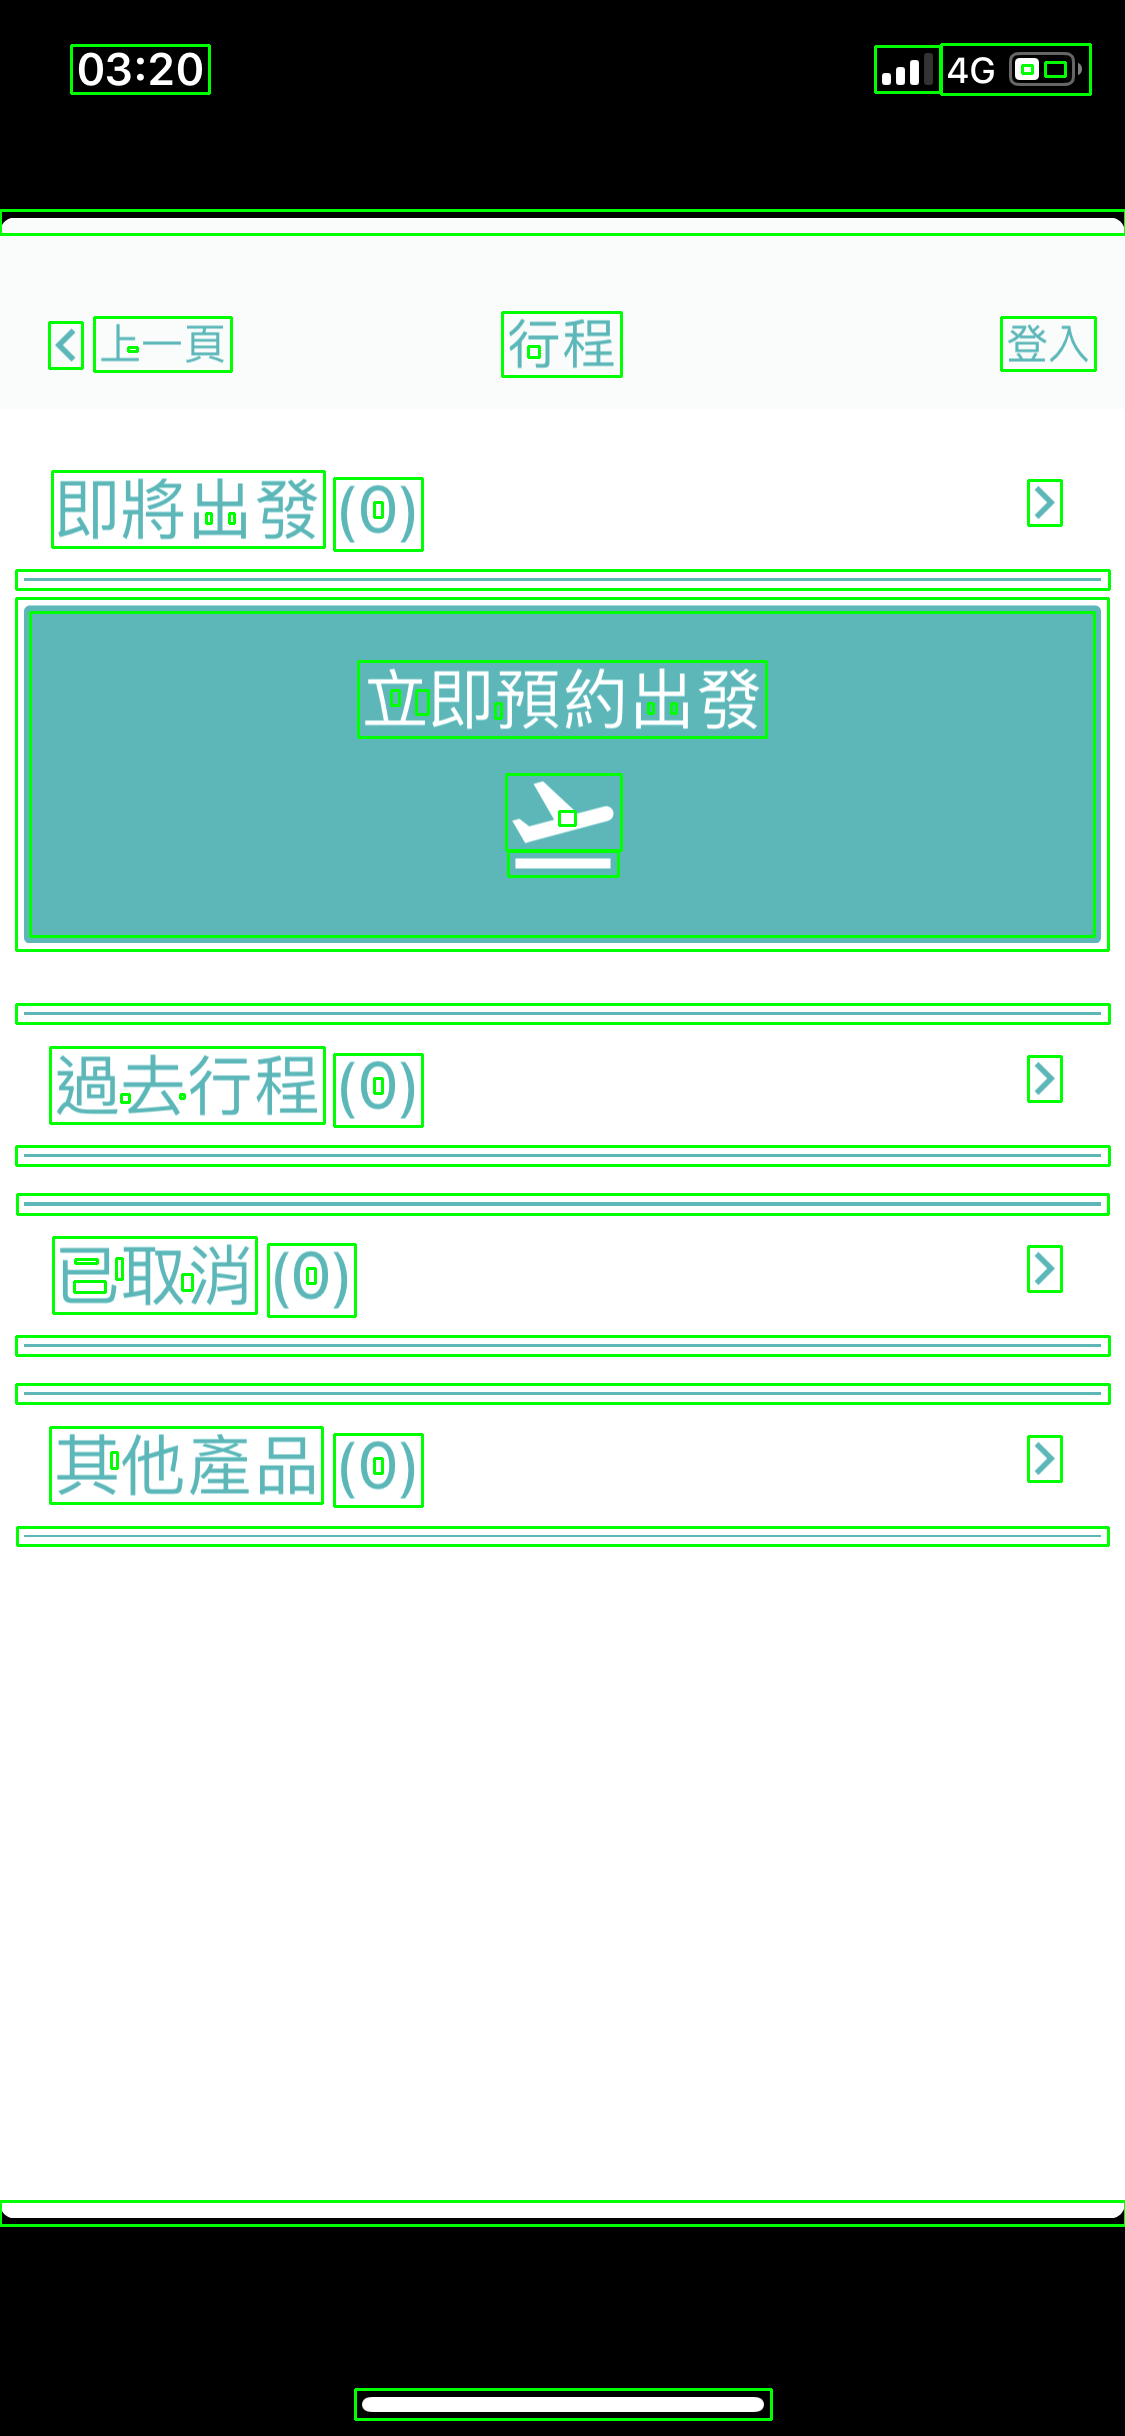 03:20 4G
上一頁 行程 登入
即將出發 (0)
立即預約出發
過去行程 (0)
已取消 (0)
其他產品 (0)